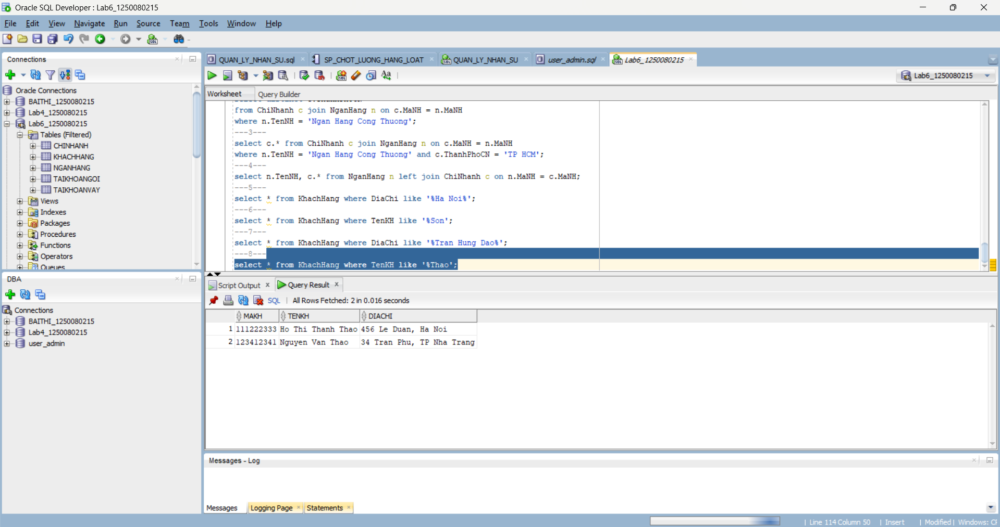 Oracle SQL Developer : Lab6_1250080215
File Edit View Navigate Run Source Team Tools Window Help
Connections
Oracle Connections
BAITHI_1250080215
Lab4_1250080215
Lab6_1250080215
Tables (Filtered)
CHINHANH
KHACHHANG
NGANHANG
TAIKHOANGOI
TAIKHOANVAY
Views
Indexes
Packages
Procedures
Functions
Operators
Queues
DBA
Connections
BAITHI_1250080215
Lab4_1250080215
user_admin
QUAN_LY_NHAN_SU.sql SP_CHOT_LUONG_HANG_LOAT QUAN_LY_NHAN_SU user_admin.sql Lab6_1250080215
Lab6_1250080215
Worksheet Query Builder
from ChiNhanh c join NganHang n on c.MaNH = n.MaNH
where n.TenNH = 'Ngan Hang Cong Thuong';
---3---
select c.* from ChiNhanh c join NganHang n on c.MaNH = n.MaNH
where n.TenNH = 'Ngan Hang Cong Thuong' and c.ThanhPhoCN = 'TP HCM';
---4---
select n.TenNH, c.* from NganHang n left join ChiNhanh c on n.MaNH = c.MaNH;
---5---
select * from KhachHang where DiaChi like '%Ha Noi%';
---6---
select * from KhachHang where TenKH like '%Son';
---7---
select * from KhachHang where DiaChi like '%Tran Hung Dao%';
---8---
select * from KhachHang where TenKH like '%Thao';
Script Output Query Result
SQL All Rows Fetched: 2 in 0.016 seconds
MAKH TENKH DIACHI
1 111222333 Ho Thi Thanh Thao 456 Le Duan, Ha Noi
2 123412341 Nguyen Van Thao 34 Tran Phu, TP Nha Trang
Messages - Log
Messages Logging Page Statements
Line 114 Column 50 Insert Modified Windows: